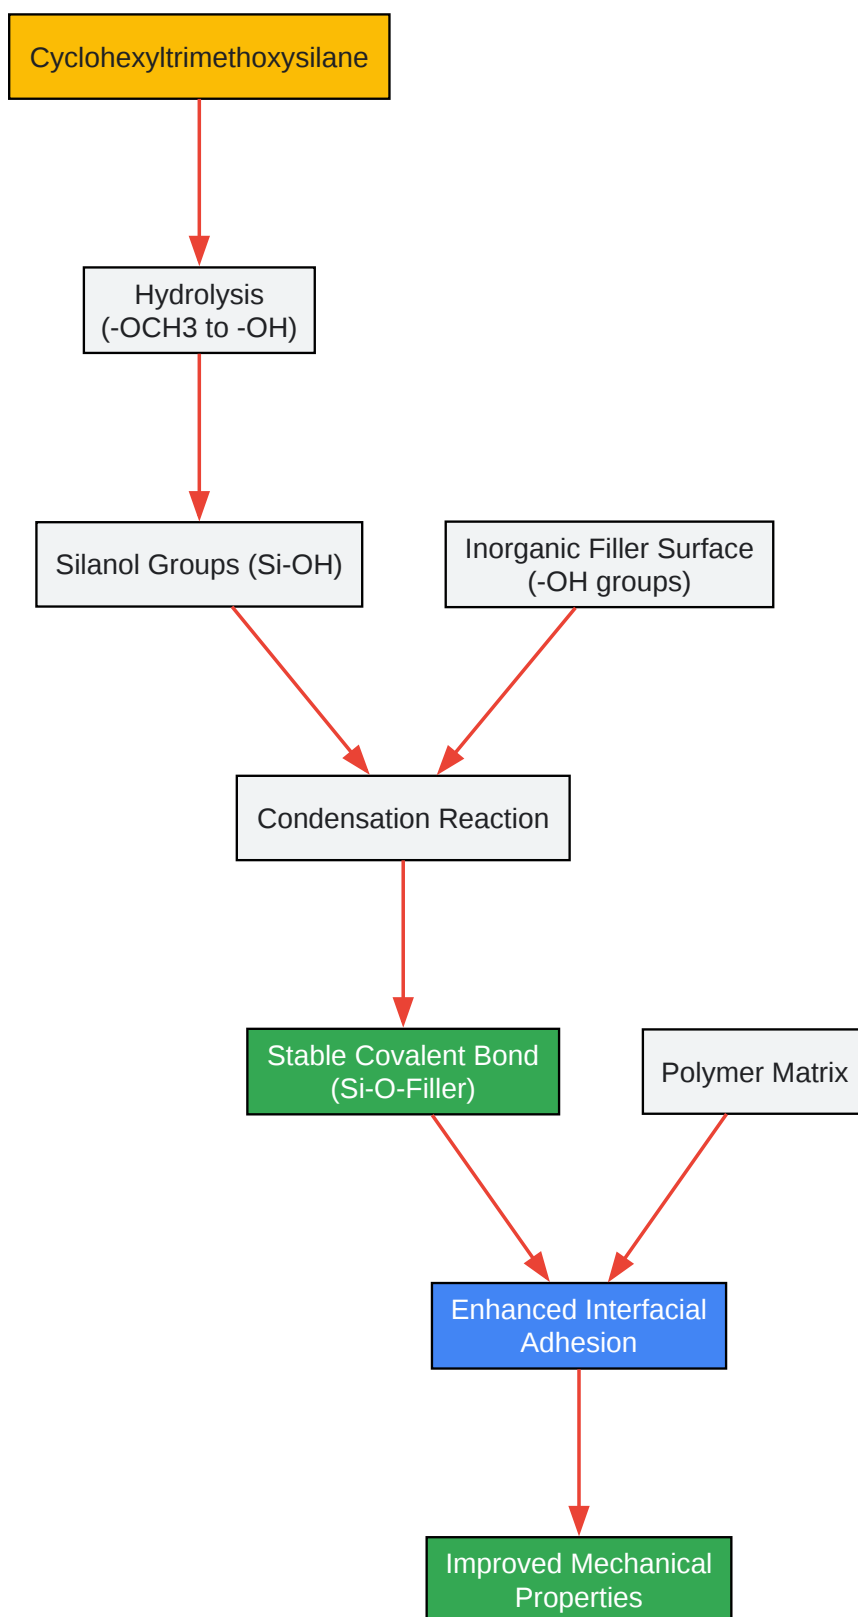 Cyclohexyltrimethoxysilane
Hydrolysis
(-OCH3 to -OH)
Silanol Groups (Si-OH)
Inorganic Filler Surface
(-OH groups)
Condensation Reaction
Stable Covalent Bond
(Si-O-Filler)
Polymer Matrix
Enhanced Interfacial
Adhesion
Improved Mechanical
Properties